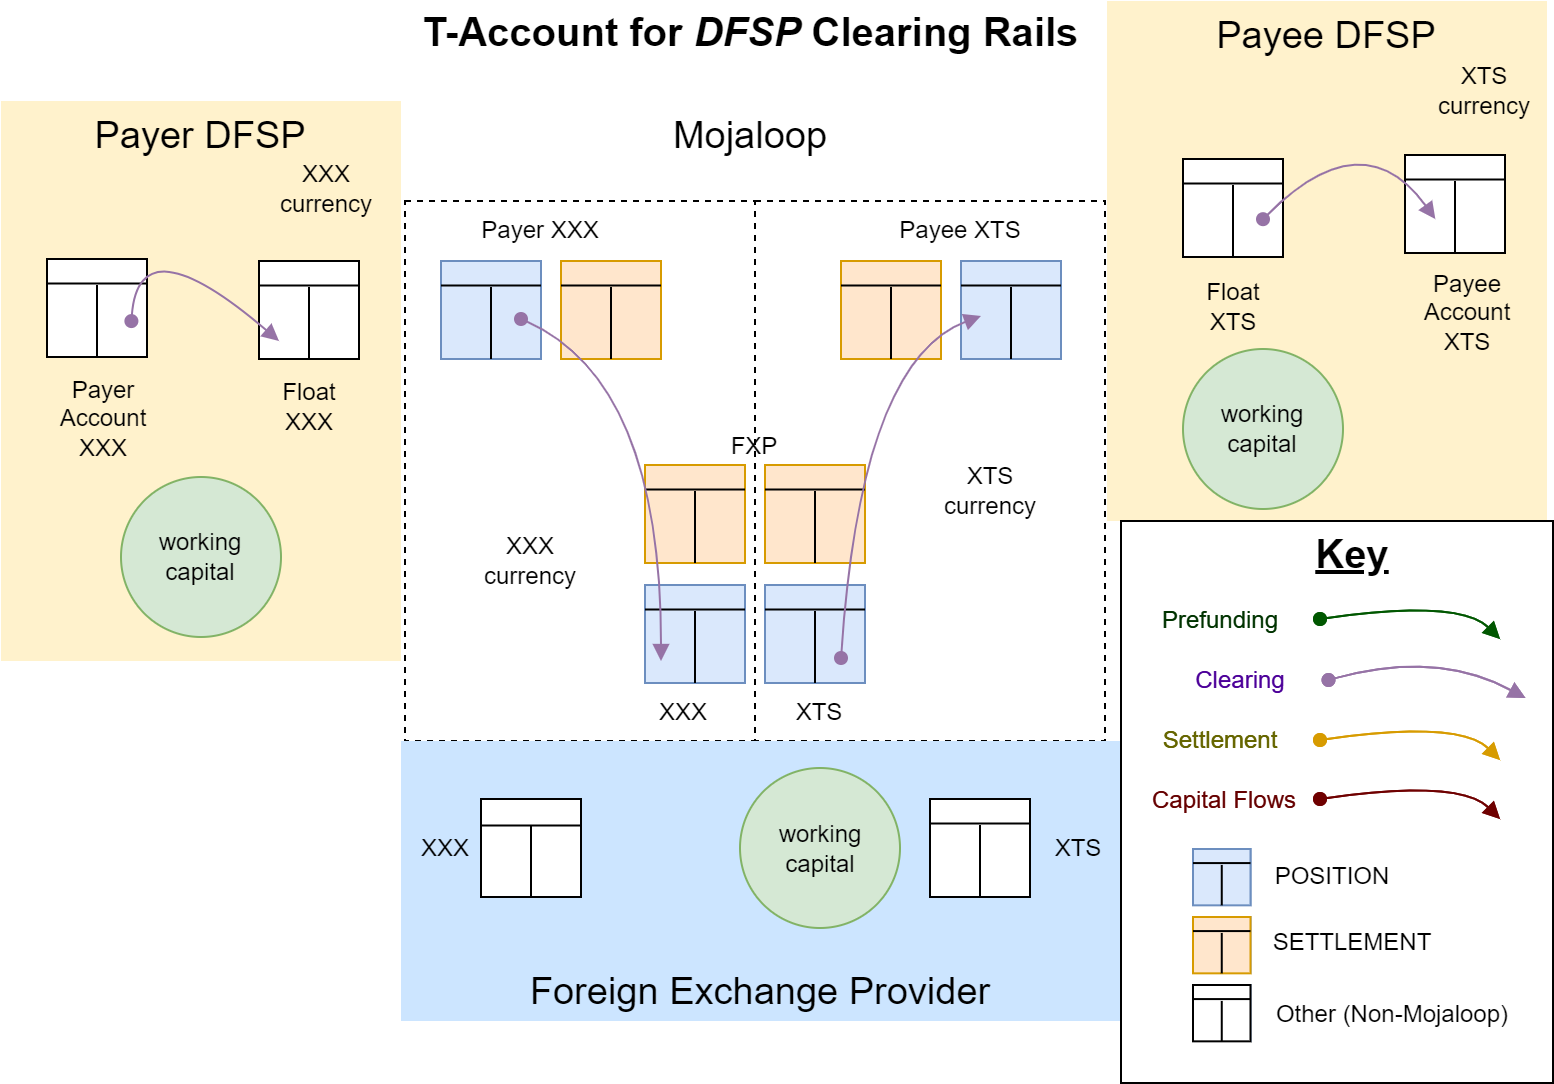 T-Account for DFSP Clearing Rails
Payer DFSP
XXX
currency
Payer
Account
XXX
Float
XXX
working
capital
Mojaloop
Payer XXX
Payee XTS
FXP
XXX
currency
XTS
currency
XXX
XTS
Payee DFSP
XTS
currency
Float
XTS
Payee
Account
XTS
working
capital
XXX
working
capital
XTS
Foreign Exchange Provider
Key
Prefunding
Clearing
Settlement
Capital Flows
POSITION
SETTLEMENT
Other (Non-Mojaloop)